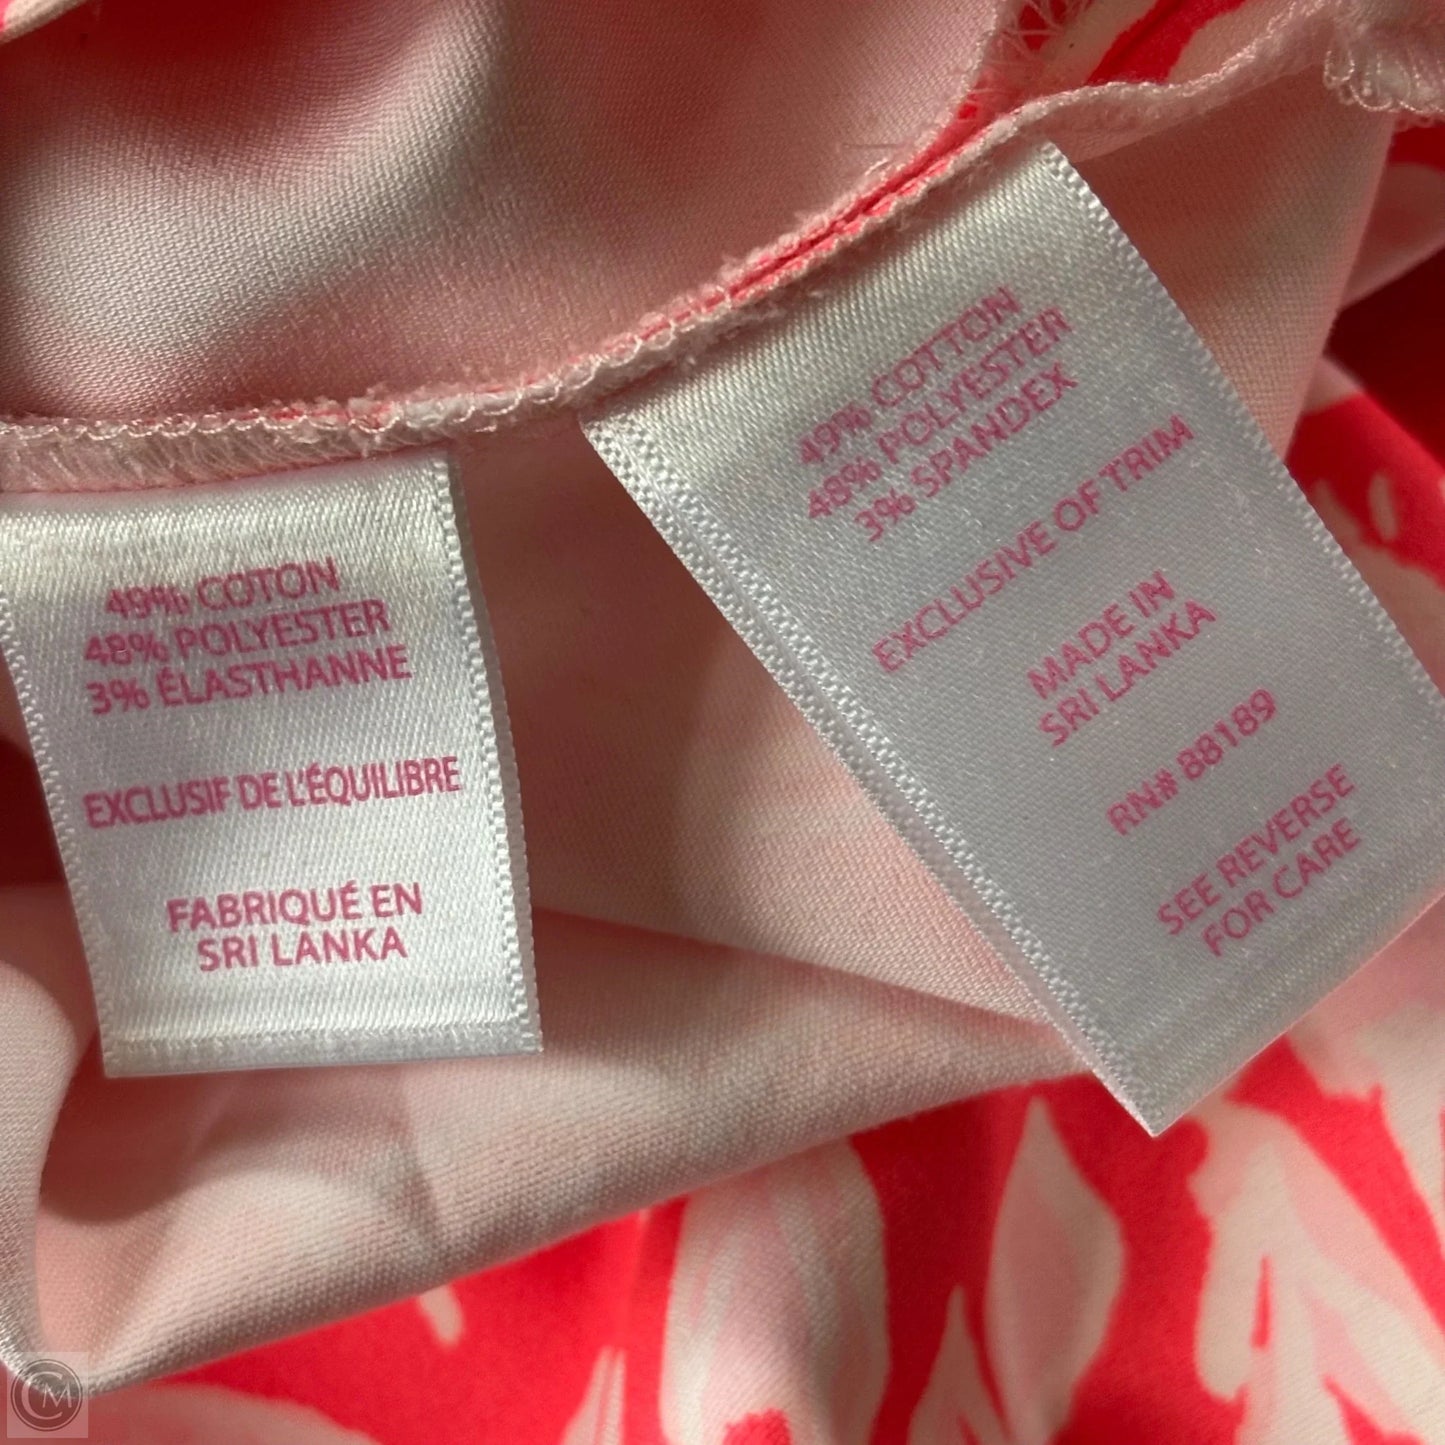 49% COTON
48% POLYESTER
3% ÉLASTHANNE
EXCLUSIF DE L'ÉQUILIBRE
FABRIQUÉ EN
SRI LANKA
49% COTTON
48% POLYESTER
3% SPANDEX
EXCLUSIVE OF TRIM
MADE IN
SRI LANKA
RN# 88189
SEE REVERSE
FOR CARE
CM